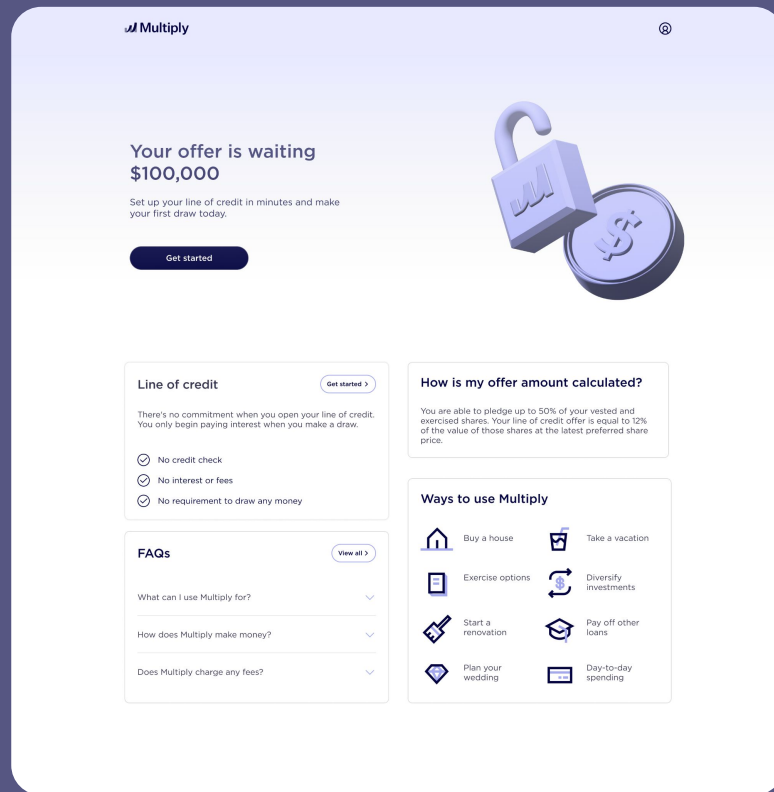 Multiply
Your offer is waiting
$100,000
Set up your line of credit in minutes and make
your first draw today.
Get started
Line of credit
Get started >
There's no commitment when you open your line of credit.
You only begin paying interest when you make a draw.
No credit check
No interest or fees
No requirement to draw any money
FAQs
View all >
What can I use Multiply for?
How does Multiply make money?
Does Multiply charge any fees?
How is my offer amount calculated?
You are able to pledge up to 50% of your vested and
exercised shares. Your line of credit offer is equal to 12%
of the value of those shares at the latest preferred share
price.
Ways to use Multiply
Buy a house
Take a vacation
Exercise options
Diversify
investments
Start a
renovation
Pay off other
loans
Plan your
wedding
Day-to-day
spending